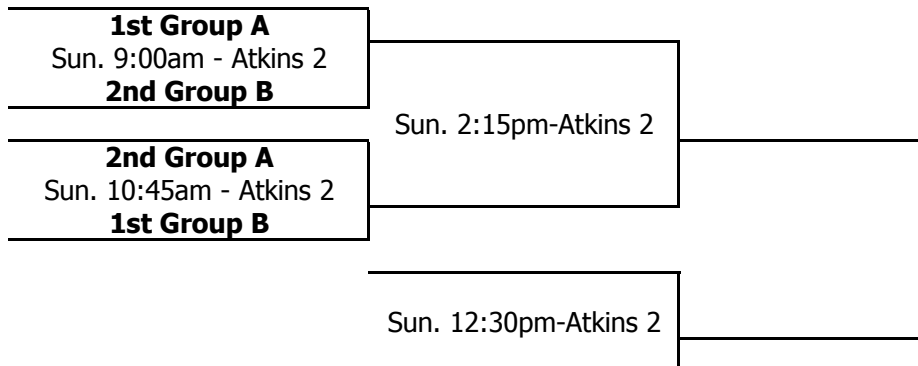 1st Group A
Sun. 9:00am - Atkins 2
2nd Group B
Sun. 2:15pm-Atkins 2
2nd Group A
Sun. 10:45am - Atkins 2
1st Group B
Sun. 12:30pm-Atkins 2